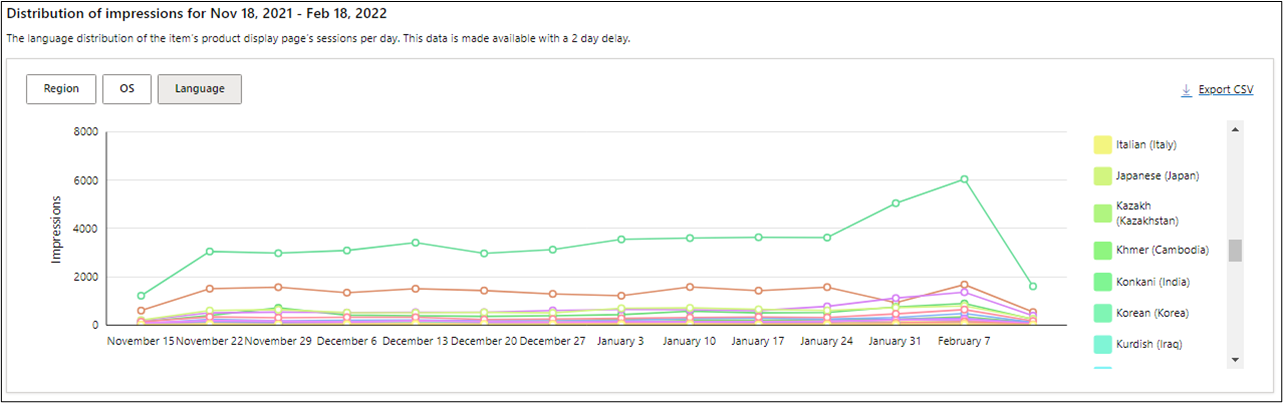 Distribution of impressions for Nov 18, 2021 - Feb 18, 2022
The language distribution of the item's product display page's sessions per day. This data is made available with a 2 day delay.
Region OS Language
Export CSV
8000
6000
4000
2000
0
Impressions
November 15 November 22 November 29 December 6 December 13 December 20 December 27 January 3 January 10 January 17 January 24 January 31 February 7
Italian (Italy)
Japanese (Japan)
Kazakh
(Kazakhstan)
Khmer (Cambodia)
Konkani (India)
Korean (Korea)
Kurdish (Iraq)